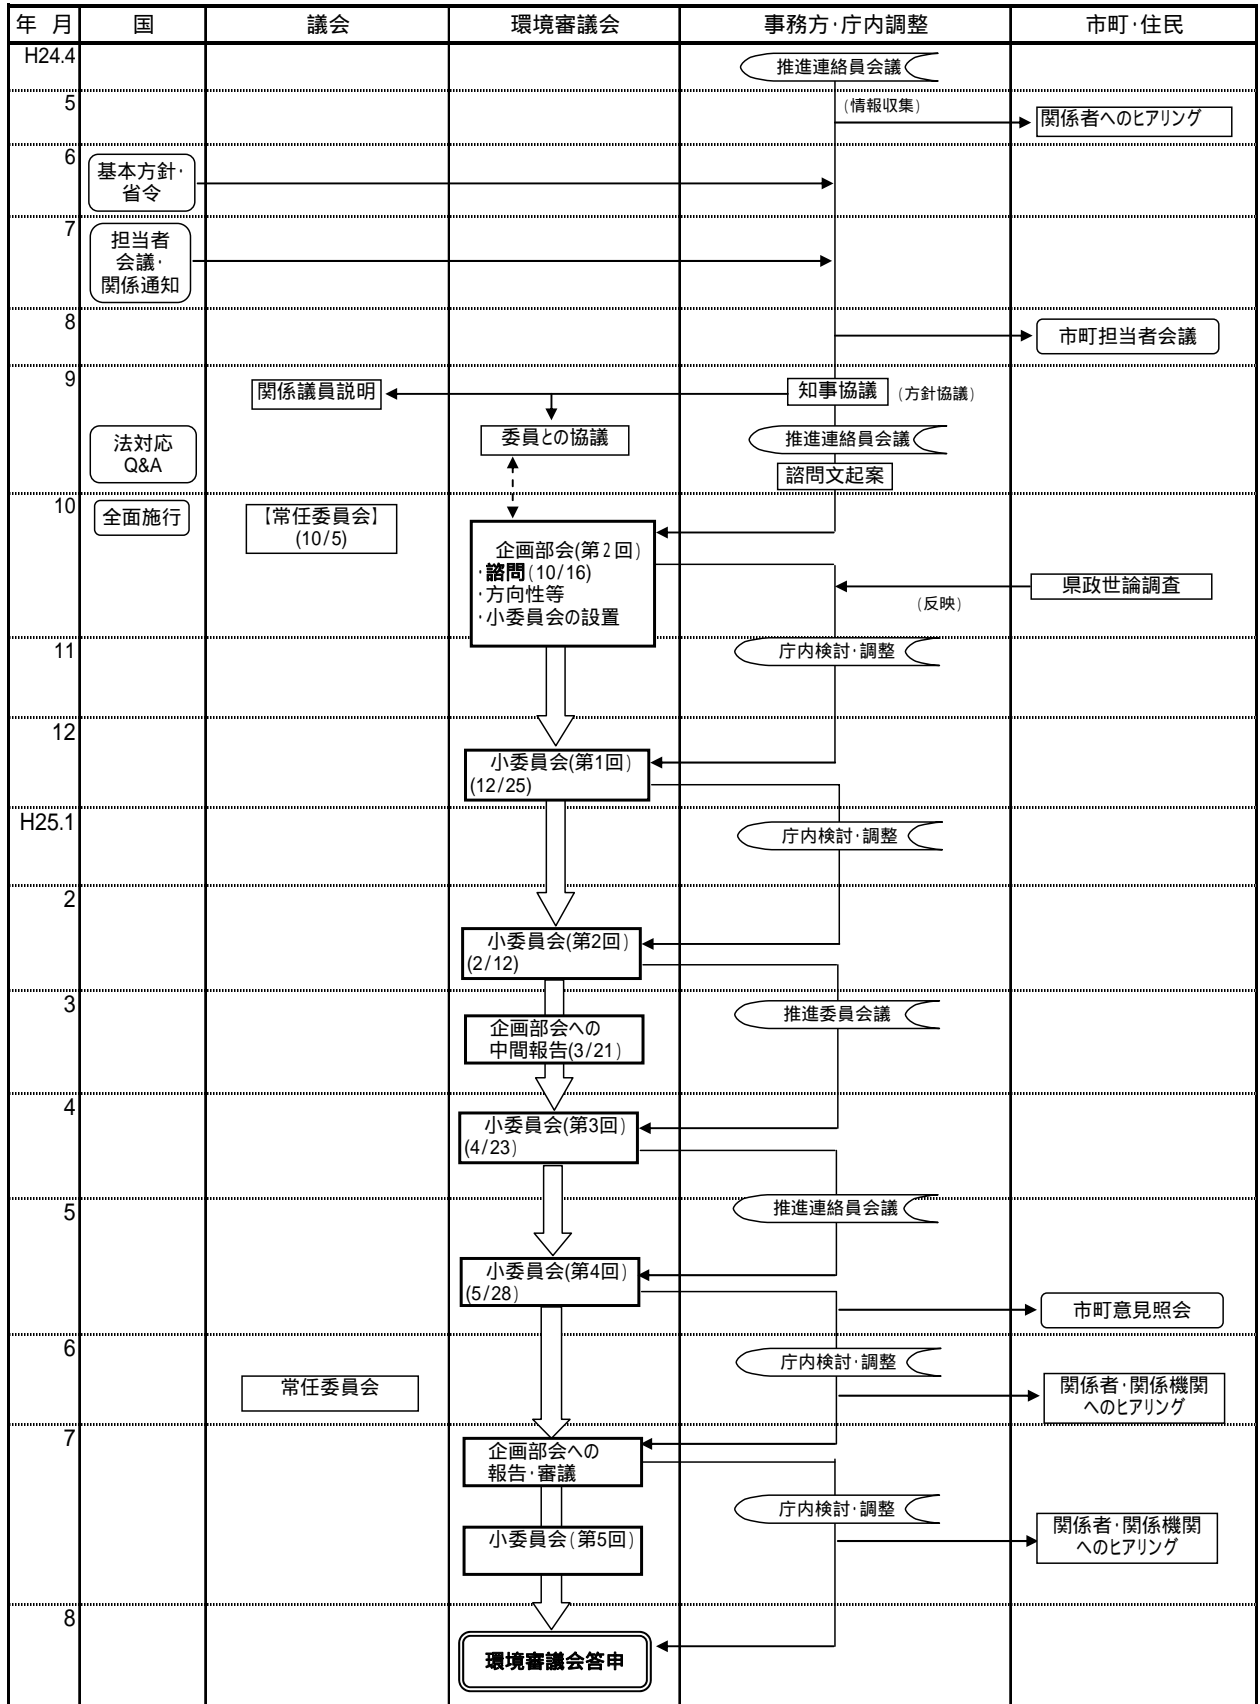 年 月
国
議会
環境審議会
事務方・庁内調整
市町・住民
H24.4
推進連絡員会議
5
(情報収集)
関係者へのヒアリング
6
基本方針・
省令
7
担当者
会議・
関係通知
8
市町担当者会議
9
関係議員説明
知事協議
(方針協議)
法対応
Q&A
委員との協議
推進連絡員会議
諮問文起案
10
全面施行
【常任委員会】
(10/5)
企画部会(第2回)
・諮問(10/16)
・方向性等
・小委員会の設置
県政世論調査
(反映)
11
庁内検討・調整
12
小委員会(第1回)
(12/25)
H25.1
庁内検討・調整
2
小委員会(第2回)
(2/12)
3
推進委員会議
企画部会への
中間報告(3/21)
4
小委員会(第3回)
(4/23)
5
推進連絡員会議
小委員会(第4回)
(5/28)
市町意見照会
6
庁内検討・調整
常任委員会
関係者・関係機関
へのヒアリング
7
企画部会への
報告・審議
庁内検討・調整
小委員会(第5回)
関係者・関係機関
へのヒアリング
8
環境審議会答申